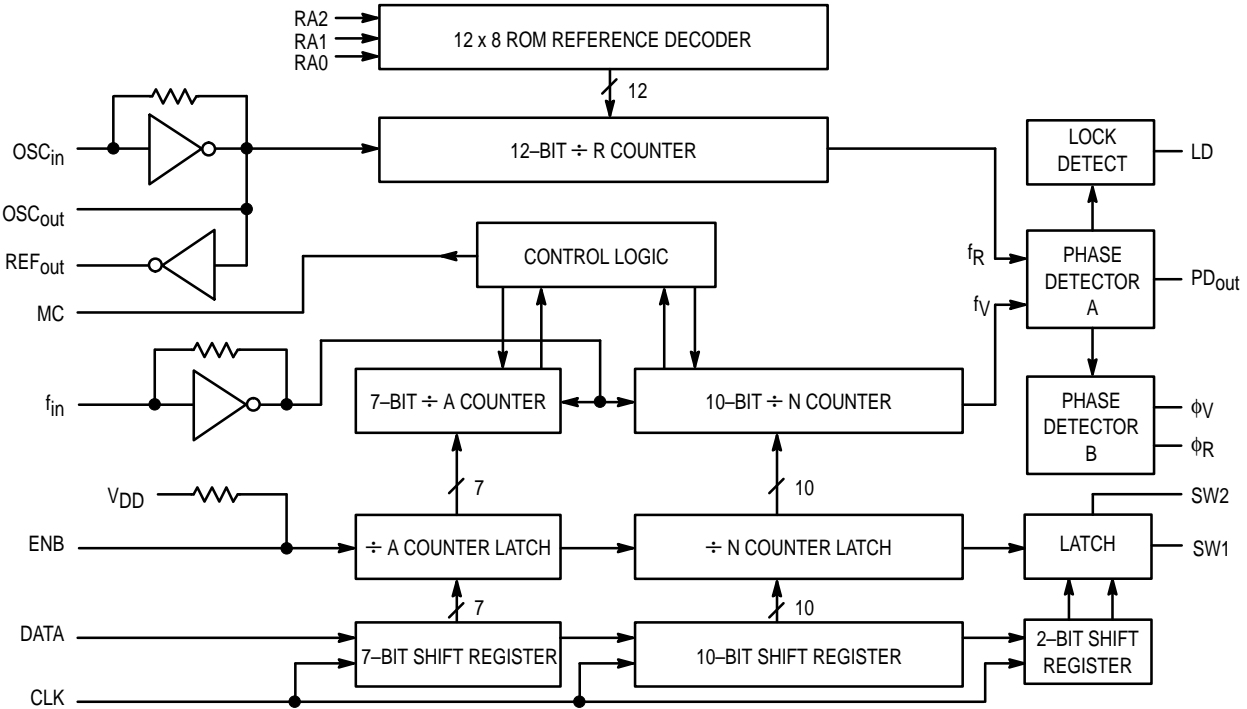 RA2
RA1
RA0
12 x 8 ROM REFERENCE DECODER
12
OSCin
12–BIT ÷ R COUNTER
LOCK
DETECT
LD
OSCout
REFout
CONTROL LOGIC
MC
fR
fV
PHASE
DETECTOR
A
PDout
fin
7–BIT ÷ A COUNTER
10–BIT ÷ N COUNTER
PHASE
DETECTOR
B
ϕV
ϕR
7
10
VDD
ENB
÷ A COUNTER LATCH
÷ N COUNTER LATCH
LATCH
SW2
SW1
7
10
DATA
7–BIT SHIFT REGISTER
10–BIT SHIFT REGISTER
2–BIT SHIFT
REGISTER
CLK